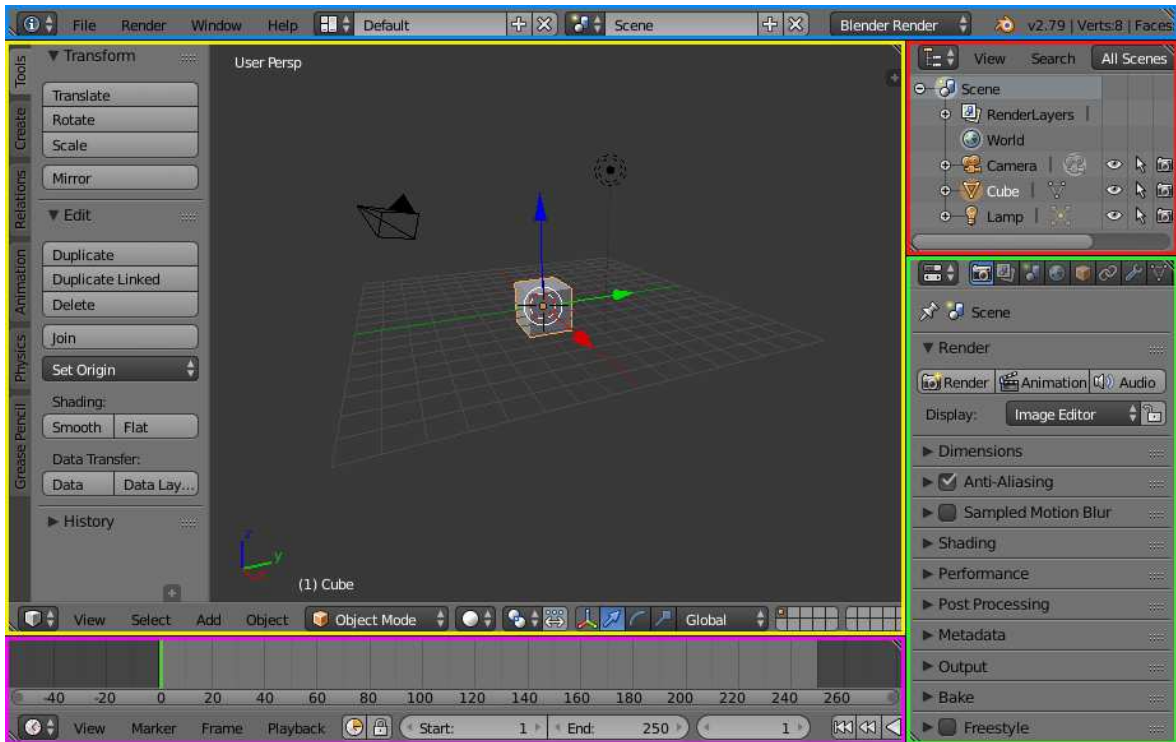 File Render Window Help Default Scene Blender Render v2.79 | Verts:8 | Faces:
Tools
Create
Relations
Animation
Physics
Grease Pencil
Transform
Translate
Rotate
Scale
Mirror
Edit
Duplicate
Duplicate Linked
Delete
Join
Set Origin
Shading:
Smooth Flat
Data Transfer:
Data Data Lay...
History
User Persp
(1) Cube
View Select Add Object Object Mode Global
-40 -20 0 20 40 60 80 100 120 140 160 180 200 220 240 260
View Marker Frame Playback Start: 1 End: 250 1
View Search All Scenes
Scene
RenderLayers
World
Camera
Cube
Lamp
Scene
Render
Render Animation Audio
Display: Image Editor
Dimensions
Anti-Aliasing
Sampled Motion Blur
Shading
Performance
Post Processing
Metadata
Output
Bake
Freestyle